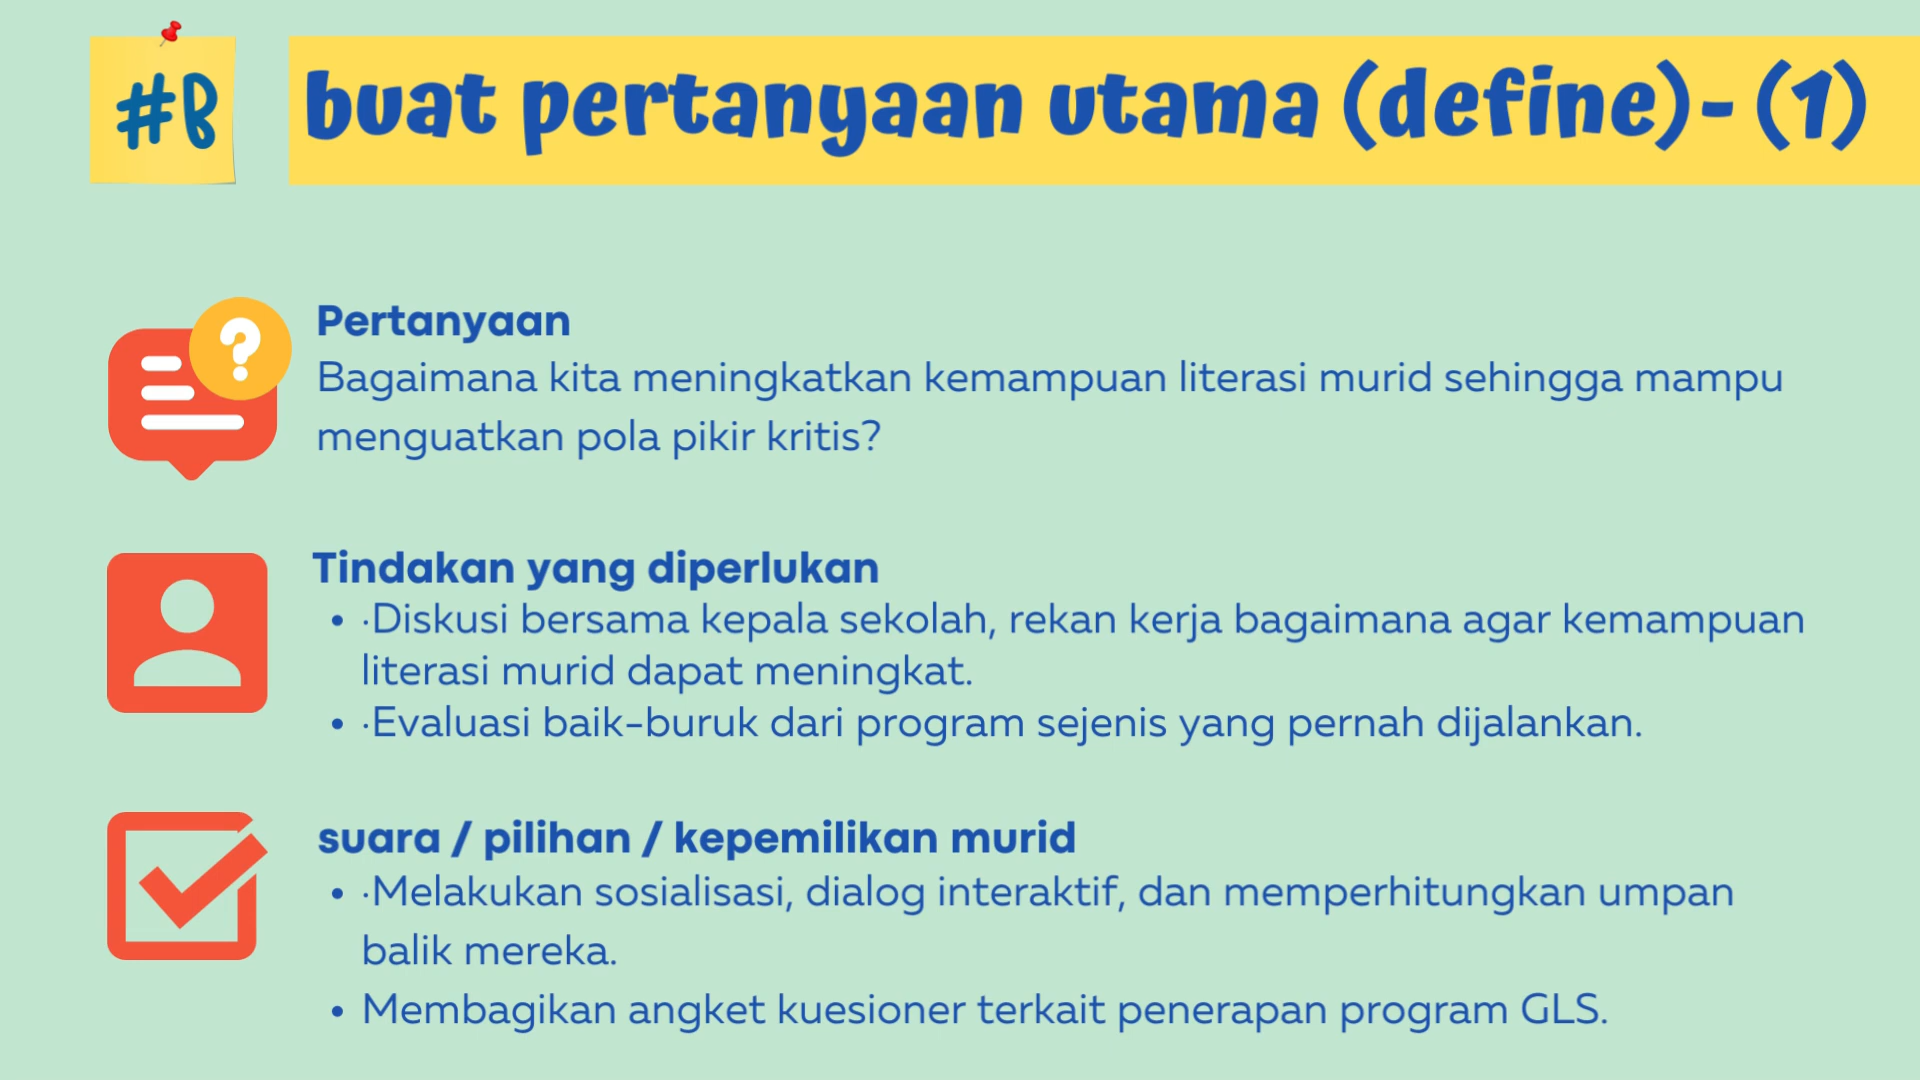 #B
buat pertanyaan utama (define)- (1)
?
Pertanyaan
Bagaimana kita meningkatkan kemampuan literasi murid sehingga mampu
menguatkan pola pikir kritis?
Tindakan yang diperlukan
• ·Diskusi bersama kepala sekolah, rekan kerja bagaimana agar kemampuan
literasi murid dapat meningkat.
• ·Evaluasi baik-buruk dari program sejenis yang pernah dijalankan.
suara / pilihan / kepemilikan murid
• ·Melakukan sosialisasi, dialog interaktif, dan memperhitungkan umpan
balik mereka.
• Membagikan angket kuesioner terkait penerapan program GLS.